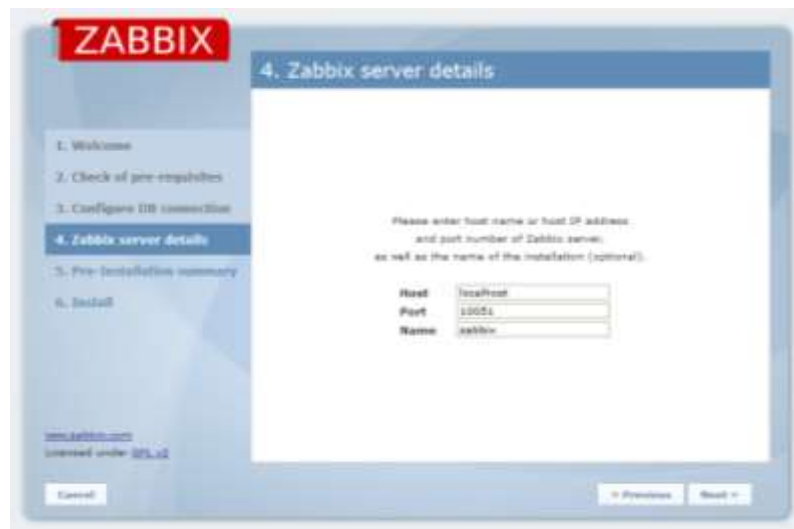 ZABBIX
4. Zabbix server details
1. Welcome
2. Check of pre-requisites
3. Configure DB connection
4. Zabbix server details
5. Pre-Installation summary
6. Install
Please enter host name or host IP address
and port number of Zabbix server,
as well as the name of the installation (optional).
Host localhost
Port 10051
Name zabbix
www.zabbix.com
Licensed under GPL v2
Cancel
« Previous Next »